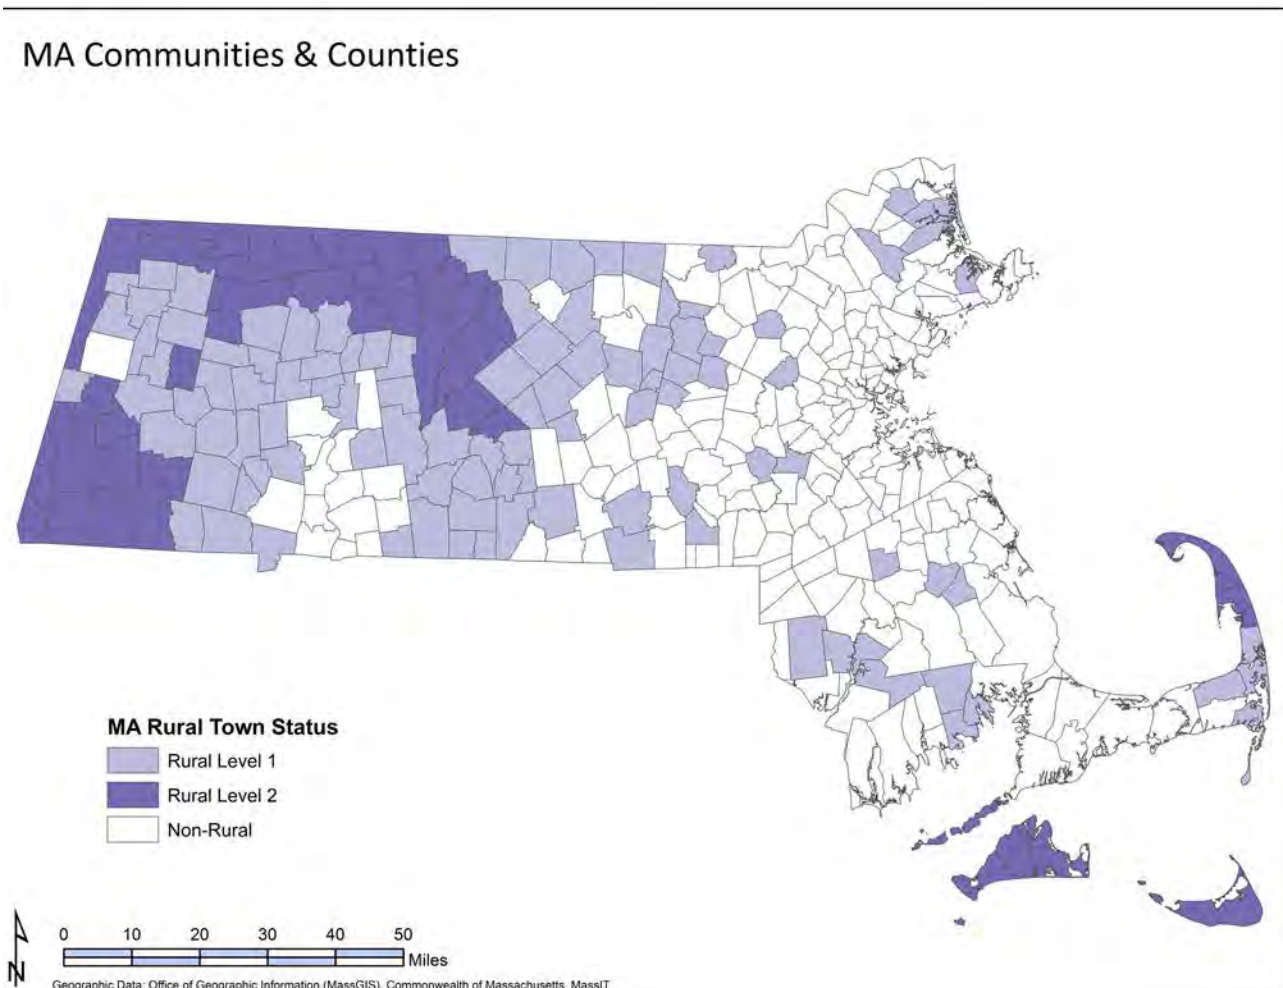 MA Communities & Counties
MA Rural Town Status
Rural Level 1
Rural Level 2
Non-Rural
0 10 20 30 40 50
Miles
N
Geographic Data: Office of Geographic Information (MassGIS), Commonwealth of Massachusetts, MassIT